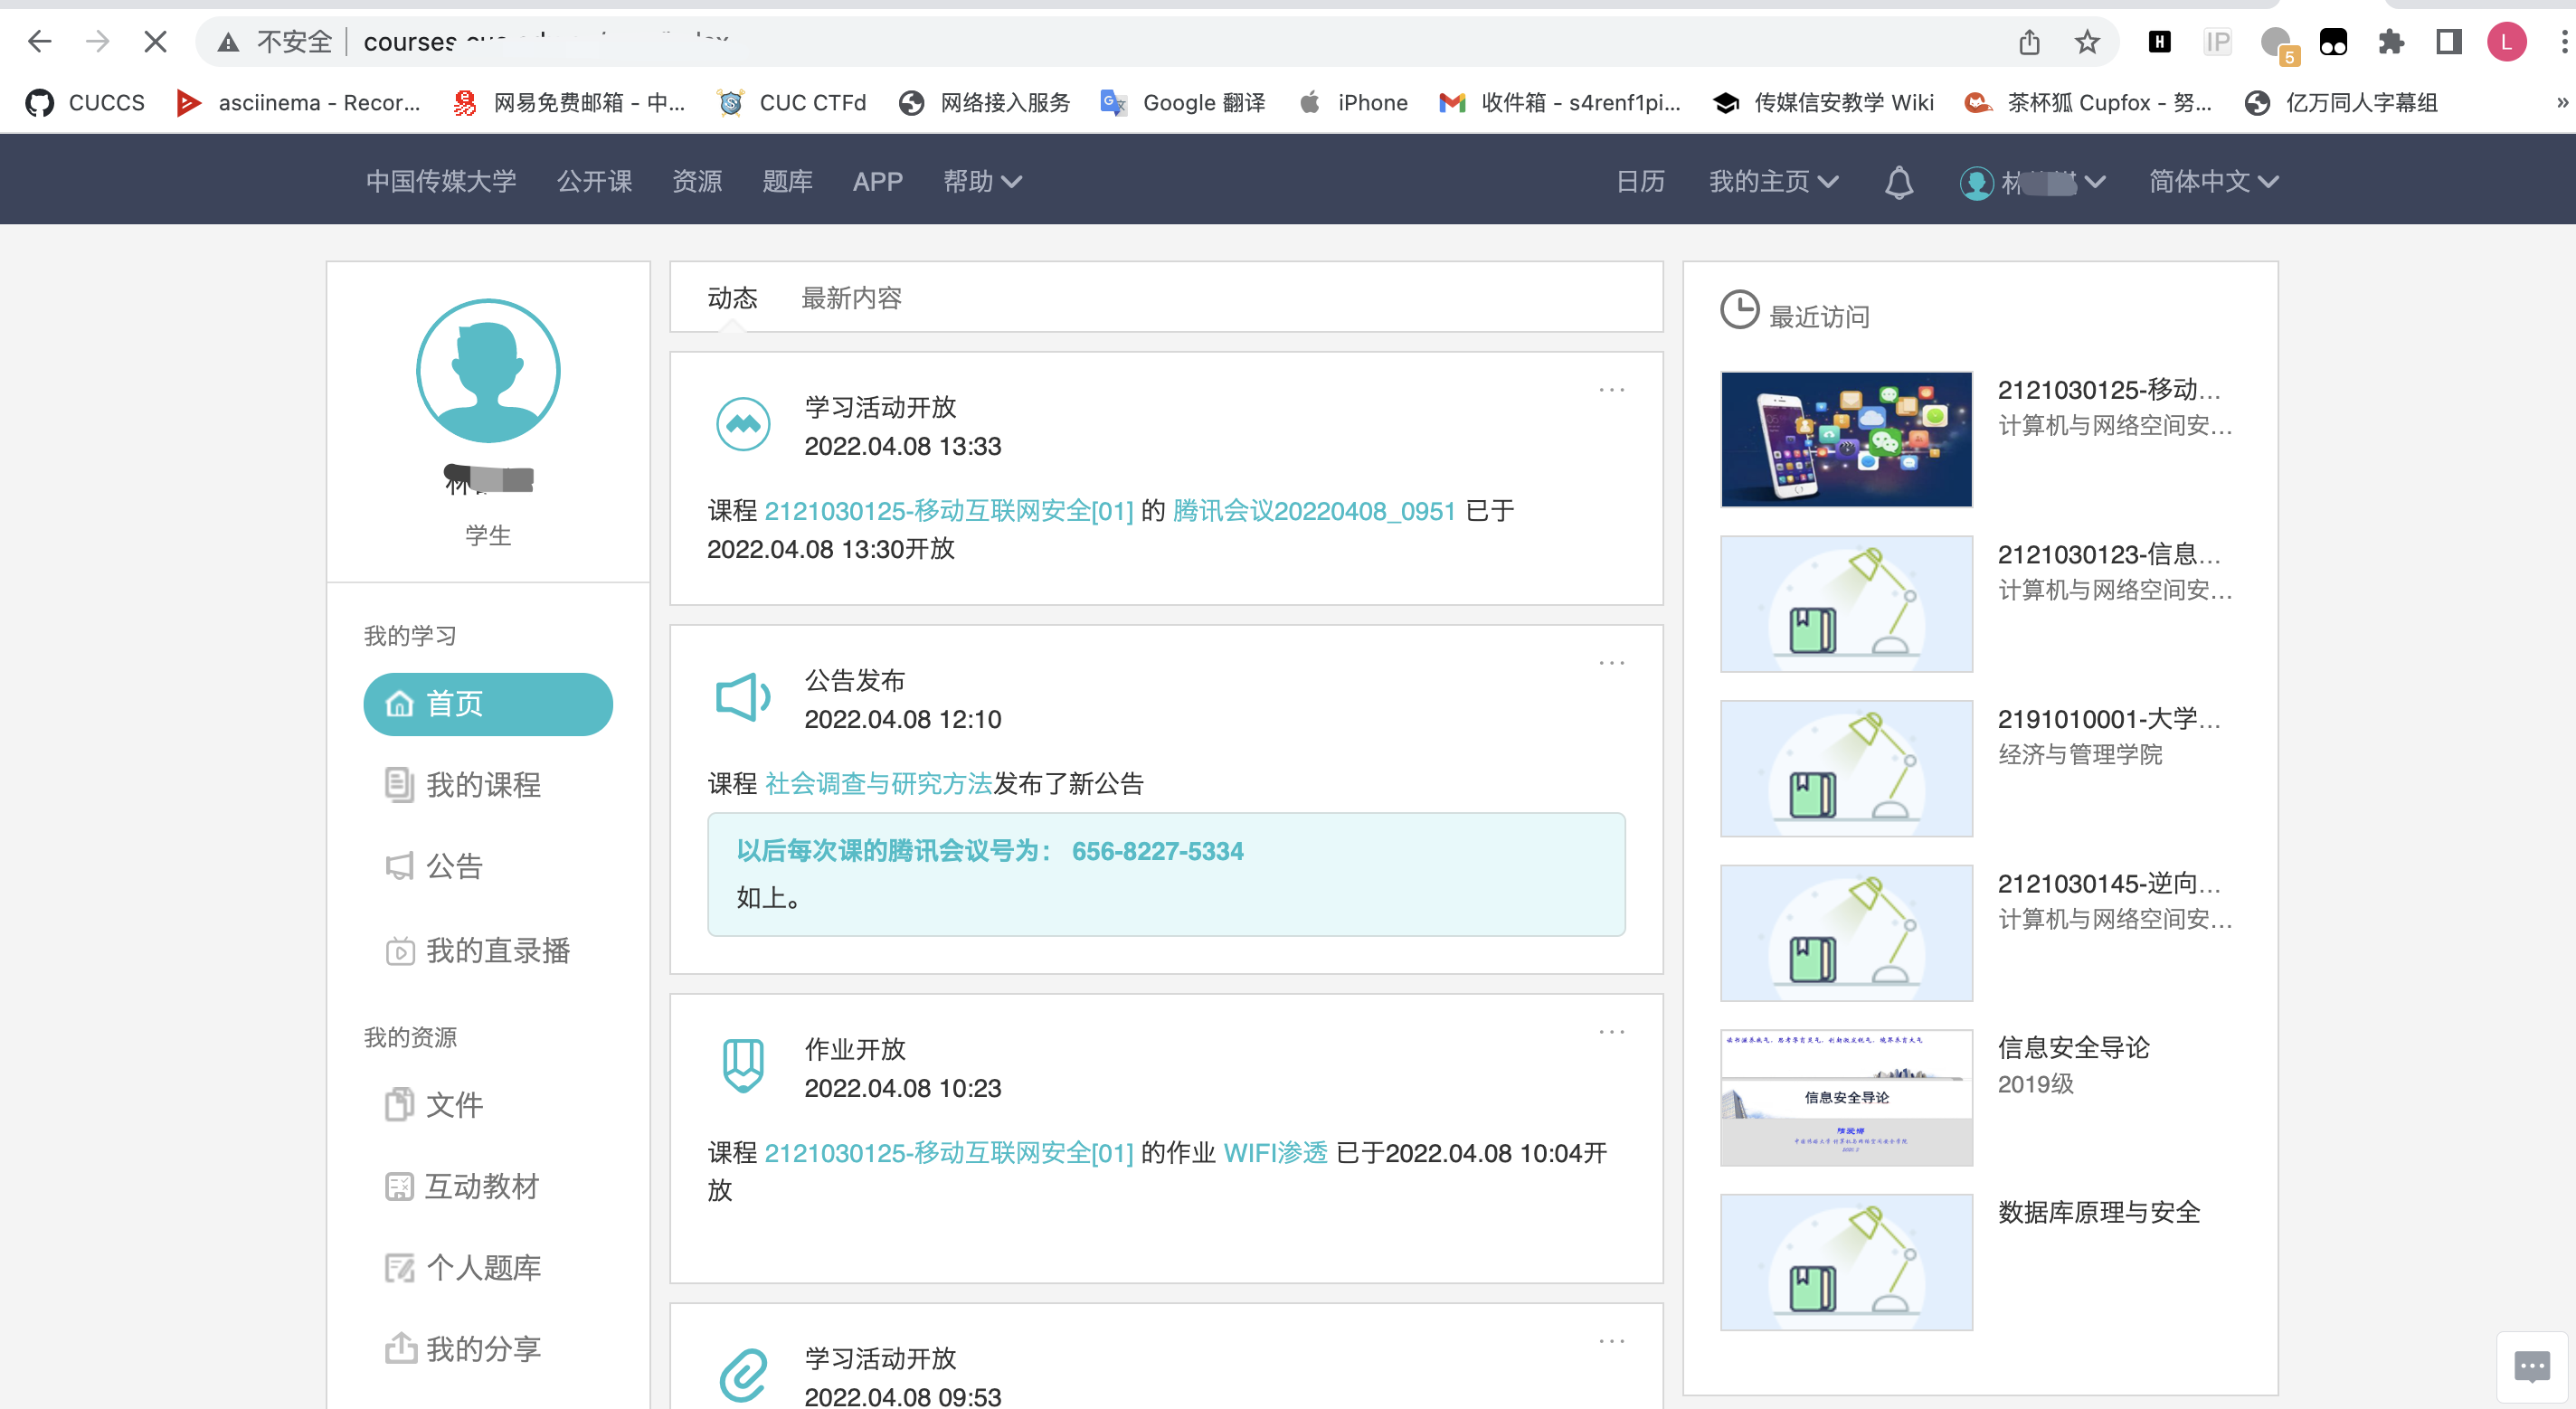 不安全
CUCCS
asciinema - Recor...
网易免费邮箱 - 中...
CUC CTFd
网络接入服务
Google 翻译
iPhone
收件箱 - s4renf1pi...
传媒信安教学 Wiki
茶杯狐 Cupfox - 努...
亿万同人字幕组
»
中国传媒大学 公开课 资源 题库 APP 帮助
日历 我的主页 林 简体中文
学生
我的学习
首页
我的课程
公告
我的直录播
我的资源
文件
互动教材
个人题库
我的分享
动态 最新内容
学习活动开放
2022.04.08 13:33
课程 2121030125-移动互联网安全[01] 的 腾讯会议20220408_0951 已于
2022.04.08 13:30开放
公告发布
2022.04.08 12:10
课程 社会调查与研究方法发布了新公告
以后每次课的腾讯会议号为： 656-8227-5334
如上。
作业开放
2022.04.08 10:23
课程 2121030125-移动互联网安全[01] 的作业 WIFI渗透 已于2022.04.08 10:04开
放
学习活动开放
2022.04.08 09:53
最近访问
2121030125-移动...
计算机与网络空间安...
2121030123-信息...
计算机与网络空间安...
2191010001-大学...
经济与管理学院
2121030145-逆向...
计算机与网络空间安...
信息安全导论
信息安全导论
2019级
数据库原理与安全
H
IP
5
L